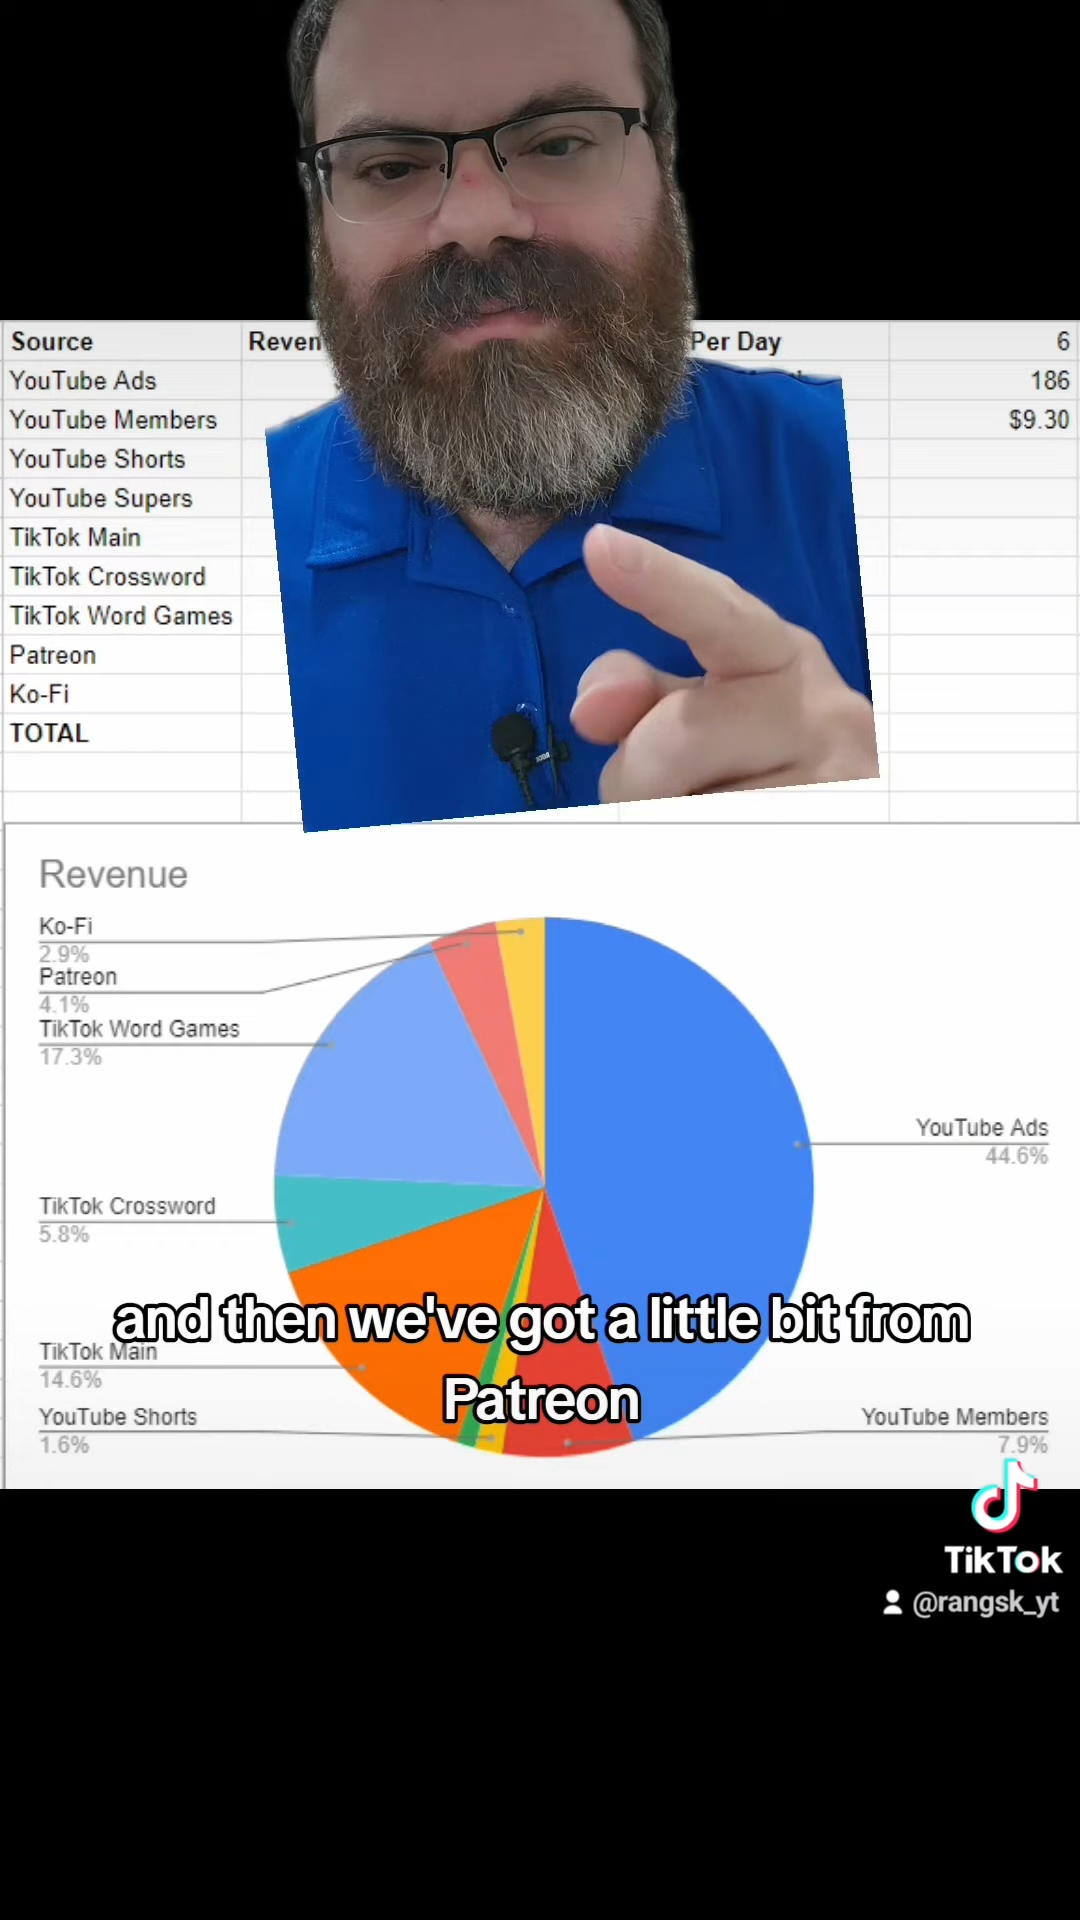 Source Reven Per Day 6
YouTube Ads 186
YouTube Members $9.30
YouTube Shorts
YouTube Supers
TikTok Main
TikTok Crossword
TikTok Word Games
Patreon
Ko-Fi
TOTAL
Revenue
Ko-Fi
2.9%
Patreon
4.1%
TikTok Word Games
17.3%
YouTube Ads
44.6%
TikTok Crossword
5.8%
and then we've got a little bit from
Patreon
TikTok Main
14.6%
YouTube Shorts
1.6%
YouTube Members
7.9%
TikTok
@rangsk_yt